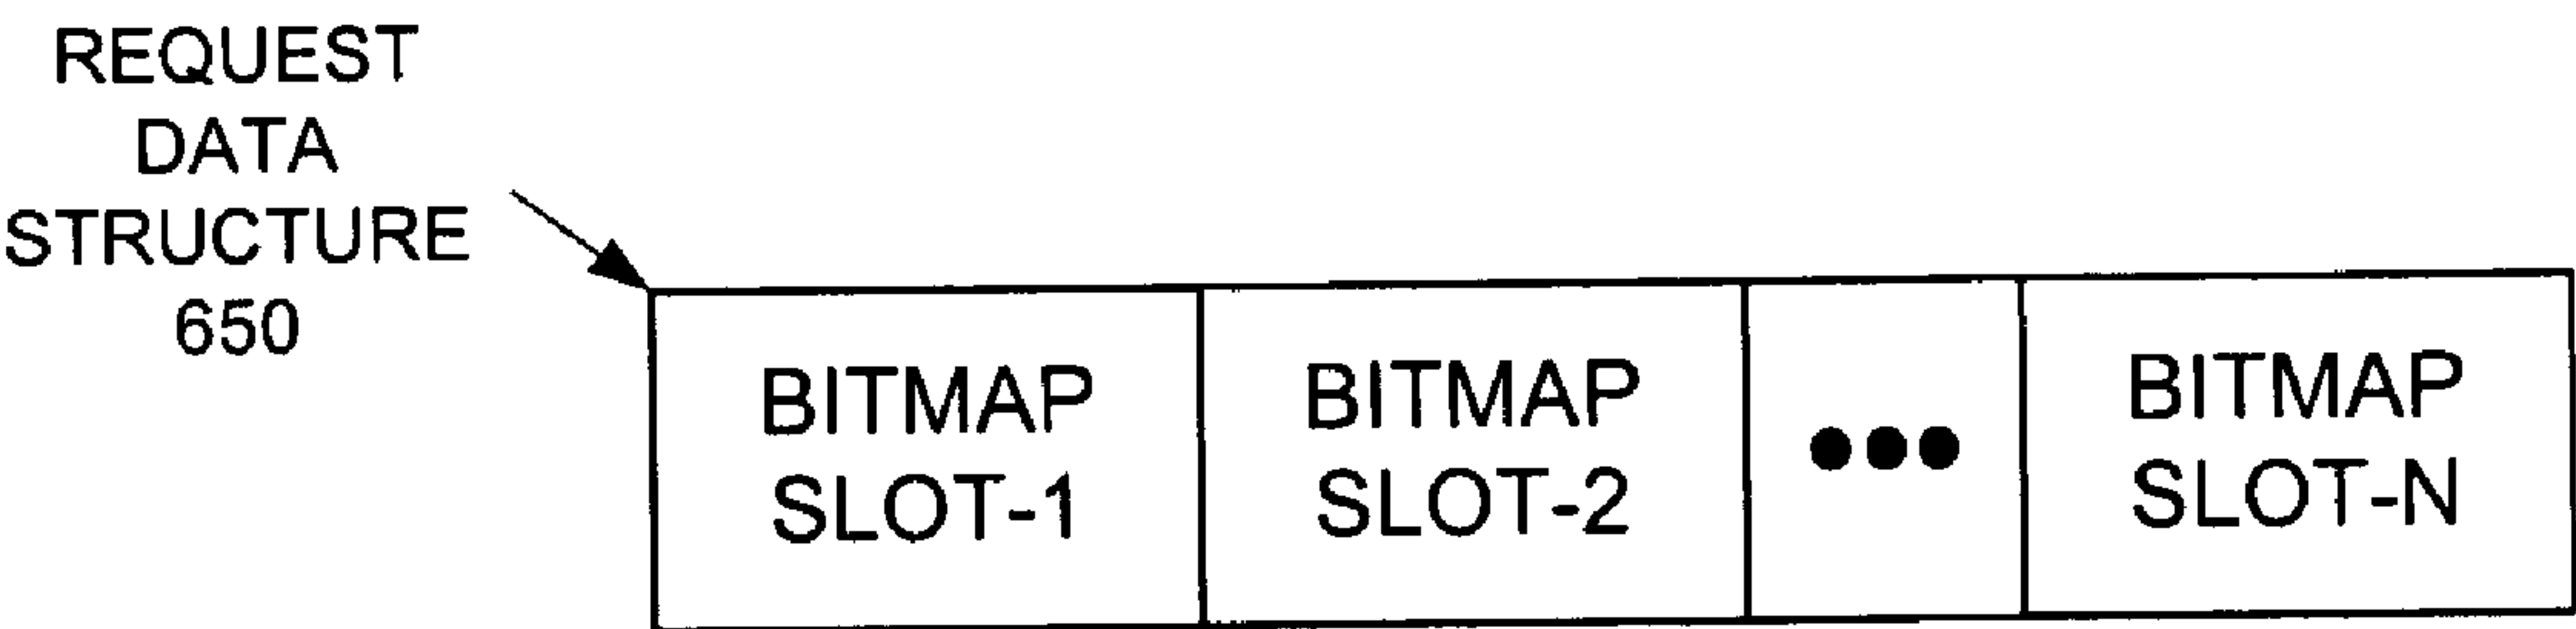 REQUEST
DATA
STRUCTURE
650
BITMAP
SLOT-1
BITMAP
SLOT-2
●●●
BITMAP
SLOT-N